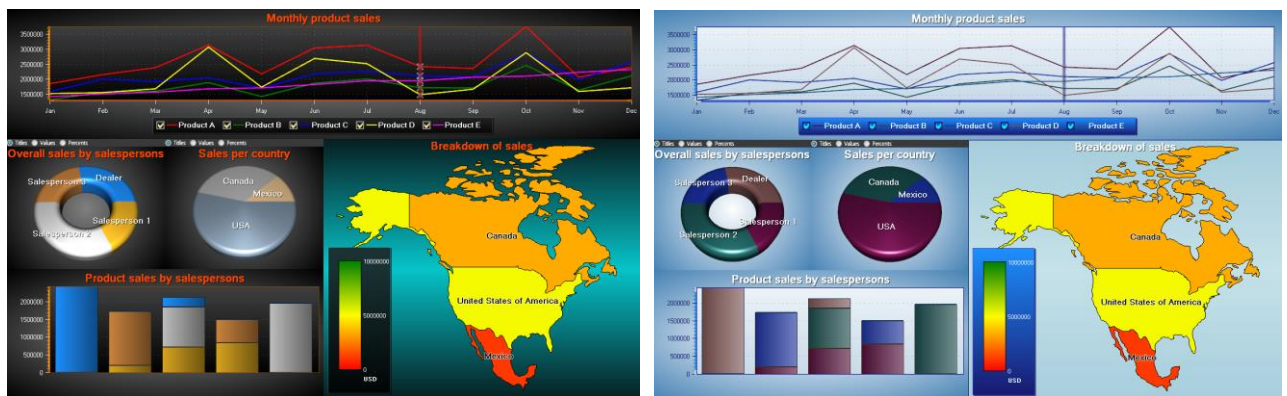 Monthly product sales
3500000
3000000
2500000
2000000
1500000
Jan Feb Mar Apr May Jun Jul Aug Sep Oct Nov Dec
Product A Product B Product C Product D Product E
Titles Values Percents
Titles Values Percents
Overall sales by salespersons
Sales per country
Breakdown of sales
Salesperson 3
Dealer
Salesperson 1
Salesperson 2
Canada
Mexico
USA
Canada
United States of America
Mexico
10000000
5000000
0
USD
Product sales by salespersons
2000000
1500000
1000000
500000
0
Monthly product sales
3500000
3000000
2500000
2000000
1500000
Jan Feb Mar Apr May Jun Jul Aug Sep Oct Nov Dec
Product A Product B Product C Product D Product E
Titles Values Percents
Titles Values Percents
Overall sales by salespersons
Sales per country
Breakdown of sales
Salesperson 3
Dealer
Salesperson 1
Salesperson 2
Canada
Mexico
USA
Canada
United States of America
Mexico
10000000
5000000
0
USD
Product sales by salespersons
2000000
1500000
1000000
500000
0